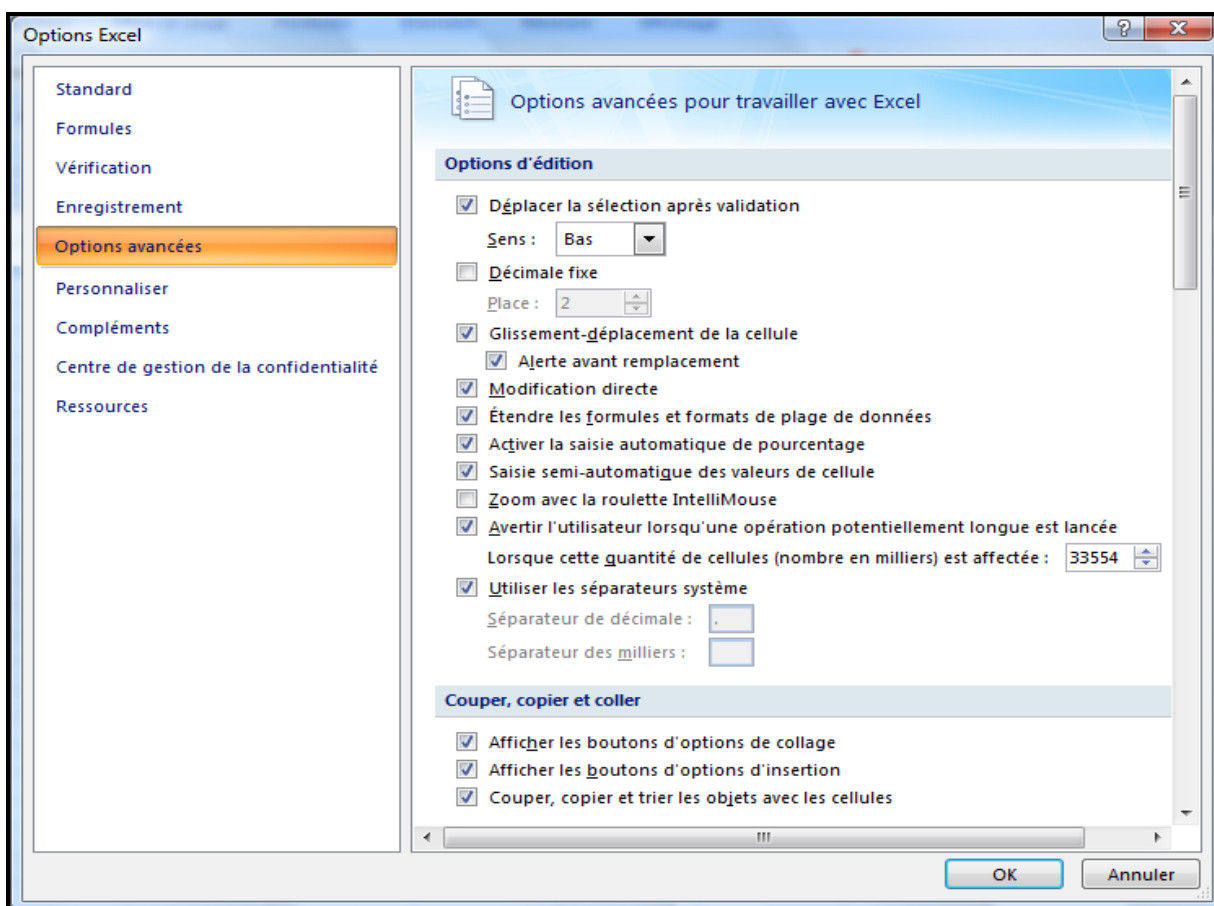 Options Excel
Standard
Formules
Vérification
Enregistrement
Options avancées
Personnaliser
Compléments
Centre de gestion de la confidentialité
Ressources
Options avancées pour travailler avec Excel
Options d'édition
Déplacer la sélection après validation
Sens : Bas
Décimale fixe
Place : 2
Glissement-déplacement de la cellule
Alerte avant remplacement
Modification directe
Étendre les formules et formats de plage de données
Activer la saisie automatique de pourcentage
Saisie semi-automatique des valeurs de cellule
Zoom avec la roulette IntelliMouse
Avertir l'utilisateur lorsqu'une opération potentiellement longue est lancée
Lorsque cette quantité de cellules (nombre en milliers) est affectée : 33554
Utiliser les séparateurs système
Séparateur de décimale : .
Séparateur des milliers :
Couper, copier et coller
Afficher les boutons d'options de collage
Afficher les boutons d'options d'insertion
Couper, copier et trier les objets avec les cellules
OK Annuler